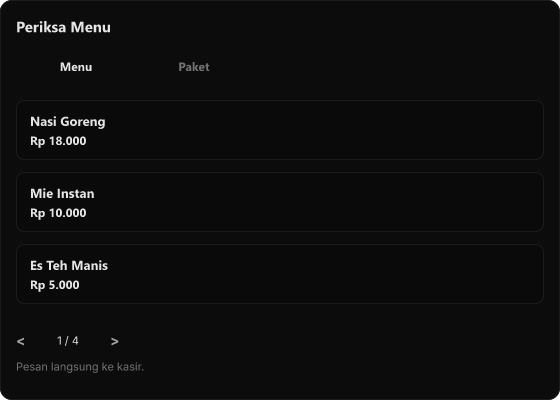 Periksa Menu
Menu Paket
Nasi Goreng
Rp 18.000
Mie Instan
Rp 10.000
Es Teh Manis
Rp 5.000
< 1 / 4 >
Pesan langsung ke kasir.